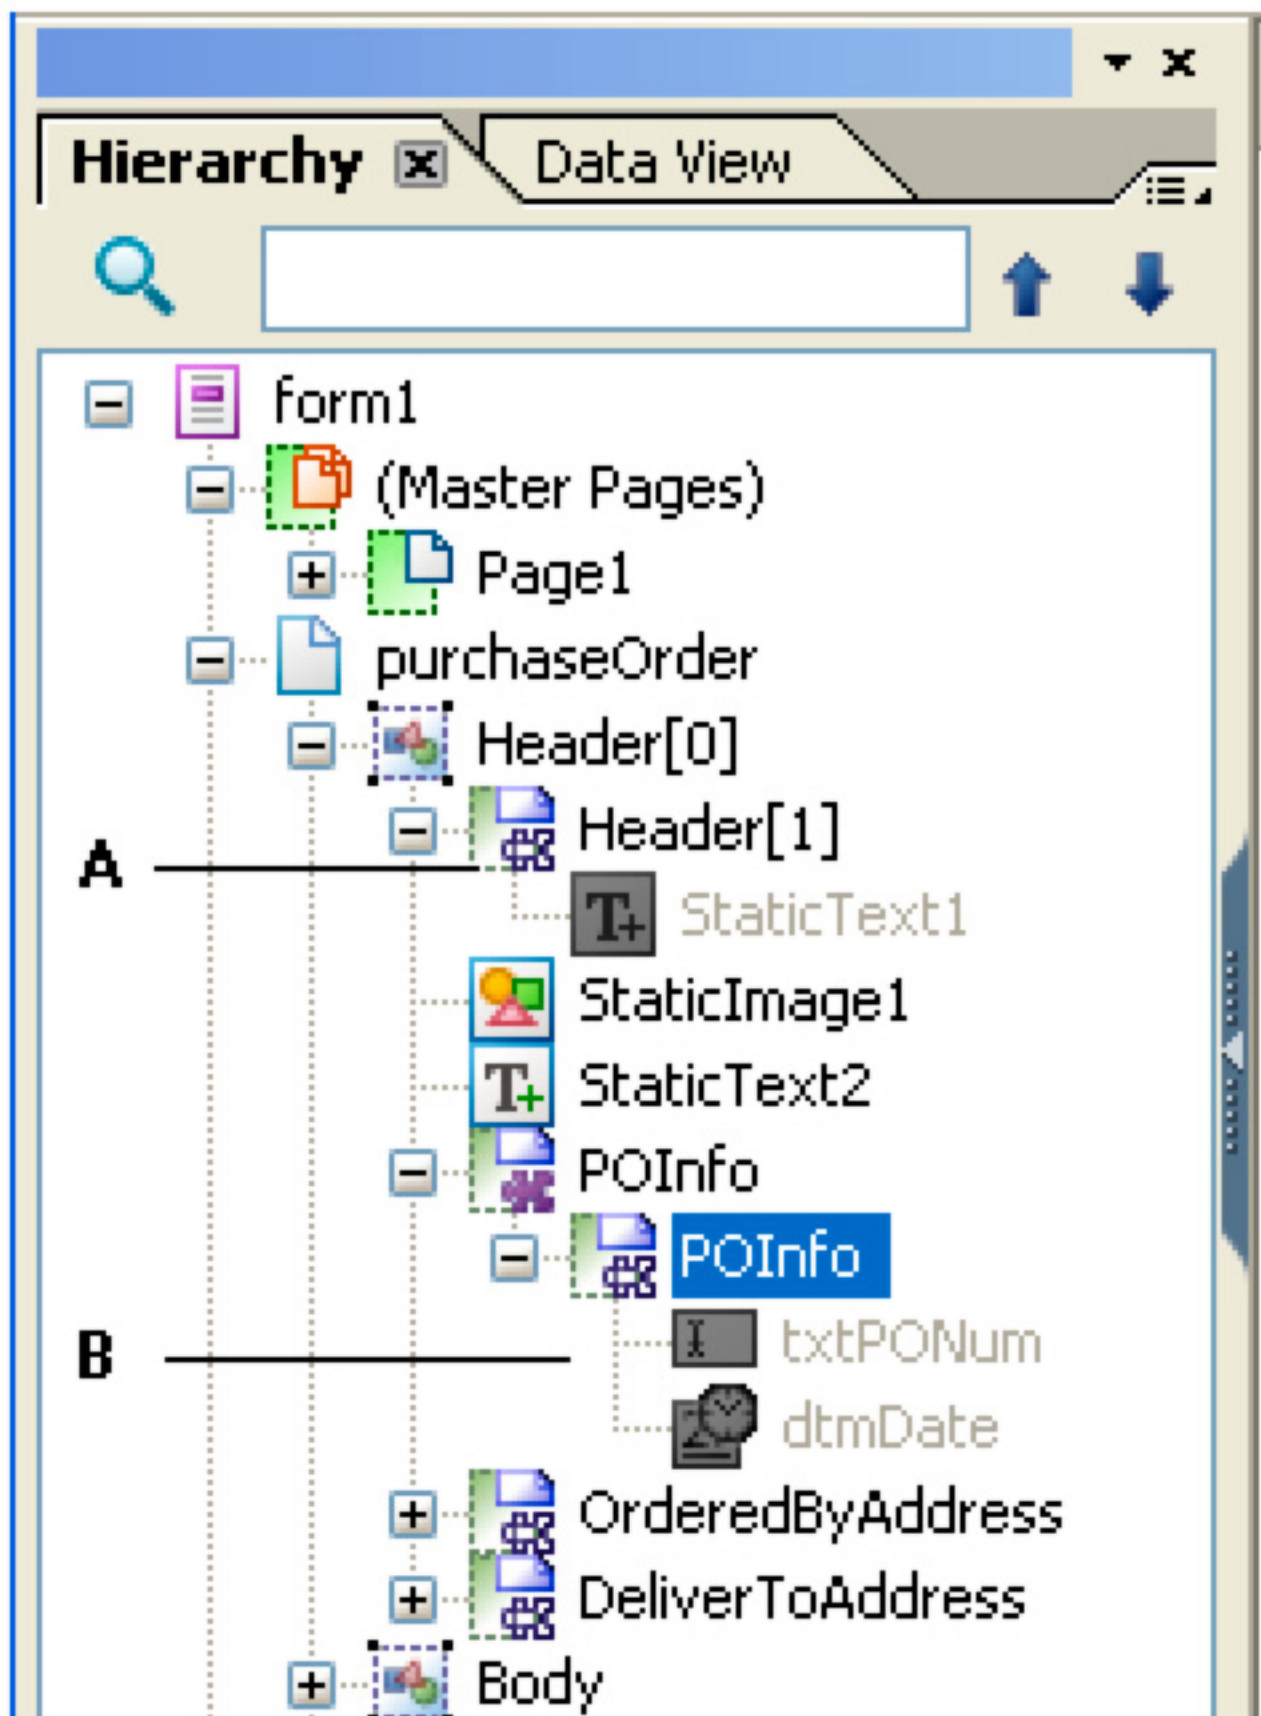 Hierarchy Data View
form1
(Master Pages)
Page1
purchaseOrder
Header[0]
Header[1]
A
StaticText1
StaticImage1
StaticText2
POInfo
POInfo
txtPONum
B
dtmDate
OrderedByAddress
DeliverToAddress
Body